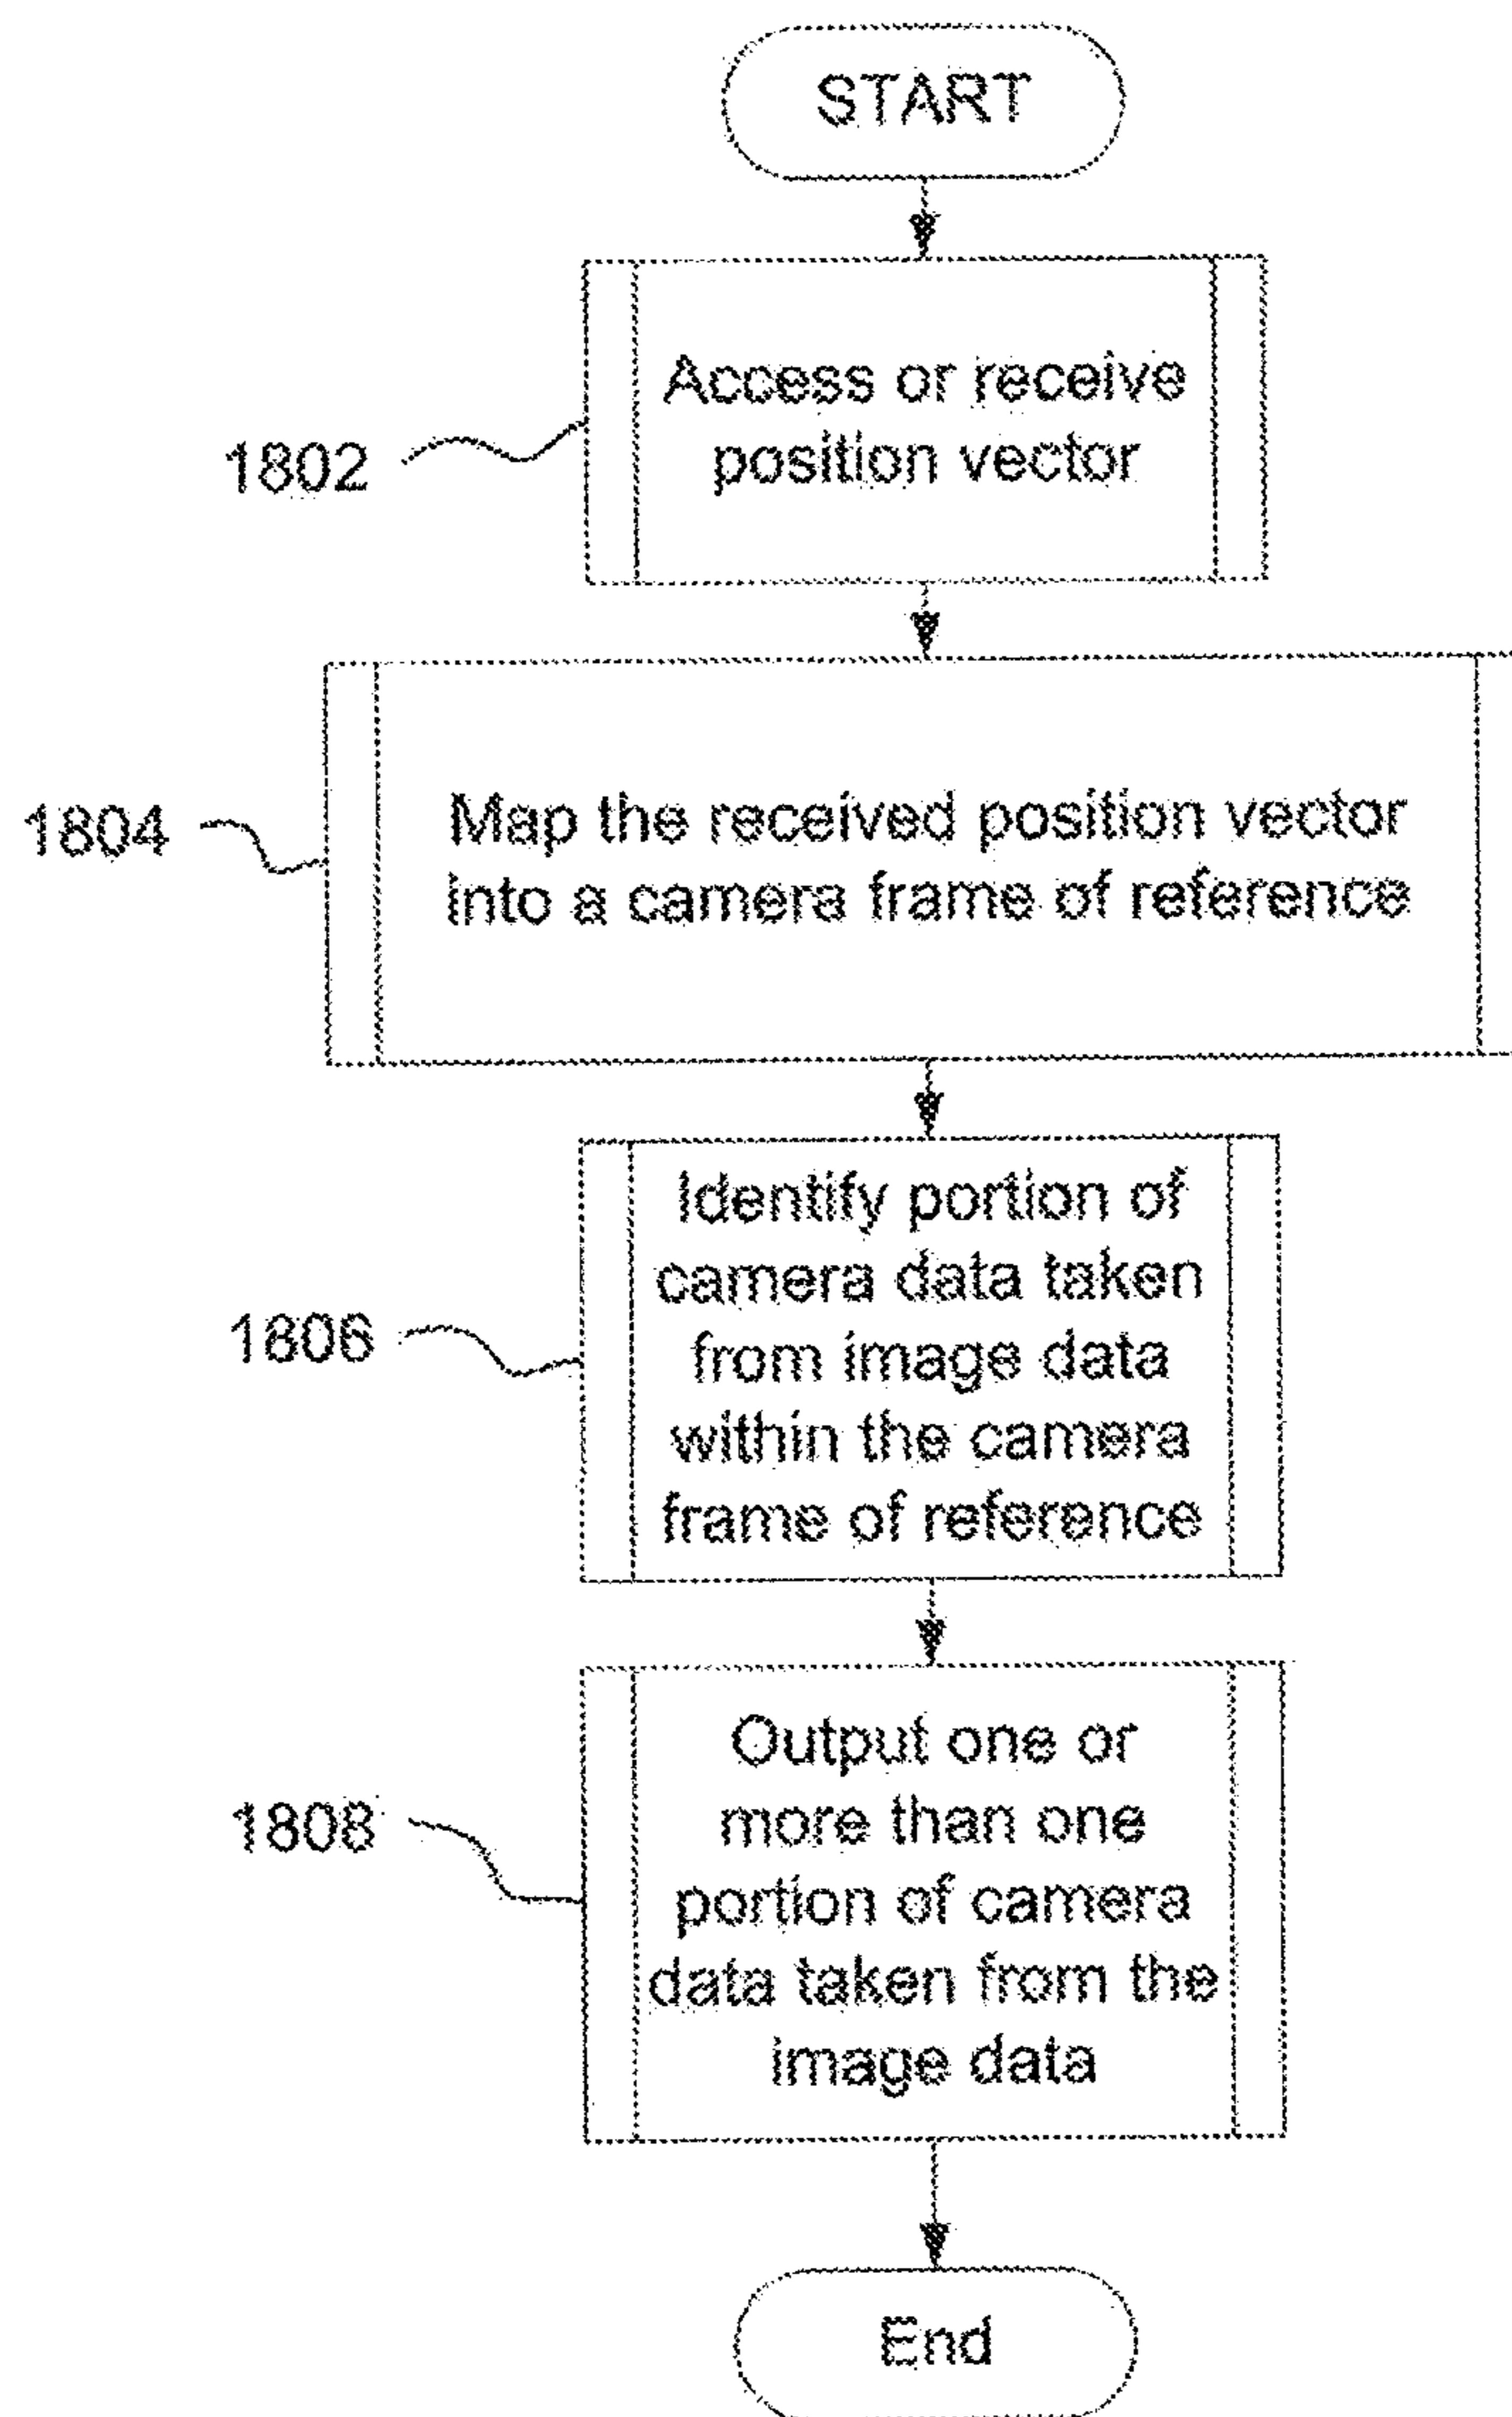 START
Access or receive
position vector
1802
Map the received position vector
into a camera frame of reference
1804
Identify portion of
camera data taken
from image data
within the camera
frame of reference
1806
Output one or
more than one
portion of camera
data taken from the
image data
1808
End